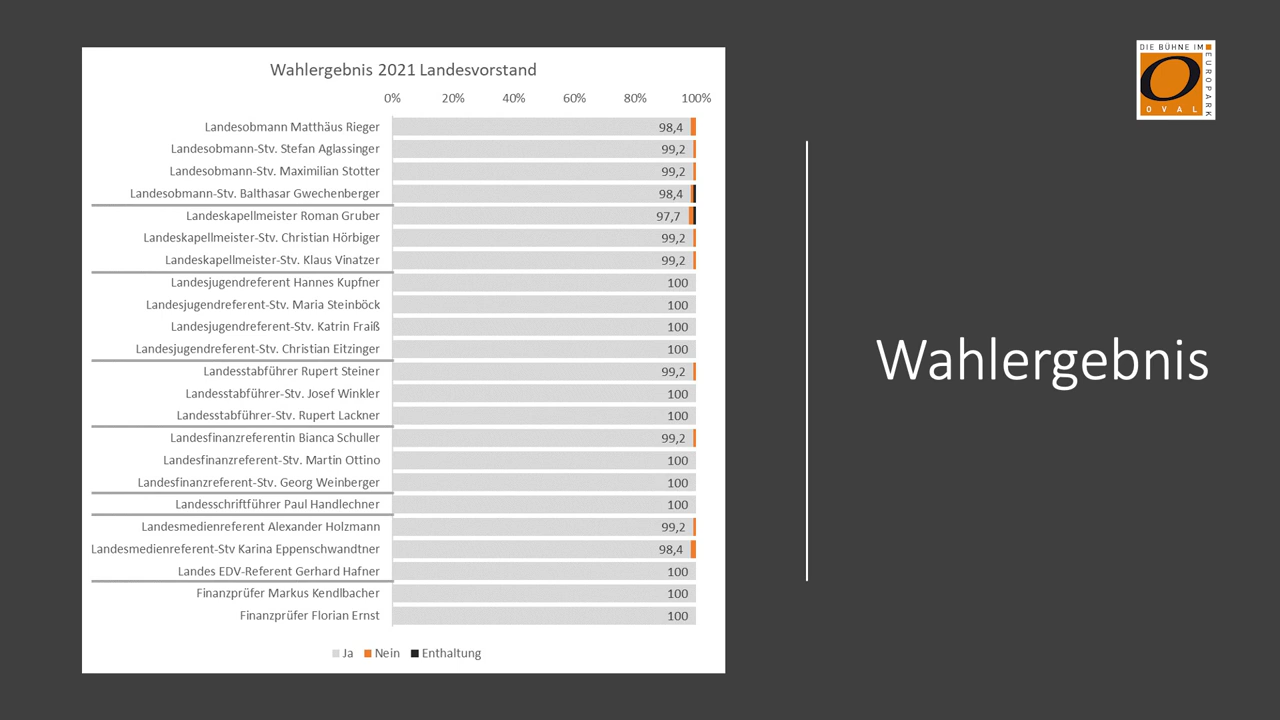 Wahlergebnis 2021 Landesvorstand
0% 20% 40% 60% 80% 100%
Landesobmann Matthäus Rieger 98,4
Landesobmann-Stv. Stefan Aglassinger 99,2
Landesobmann-Stv. Maximilian Stotter 99,2
Landesobmann-Stv. Balthasar Gwechenberger 98,4
Landeskapellmeister Roman Gruber 97,7
Landeskapellmeister-Stv. Christian Hörbiger 99,2
Landeskapellmeister-Stv. Klaus Vinatzer 99,2
Landesjugendreferent Hannes Kupfner 100
Landesjugendreferent-Stv. Maria Steinböck 100
Landesjugendreferent-Stv. Katrin Fraiß 100
Landesjugendreferent-Stv. Christian Eitzinger 100
Landesstabführer Rupert Steiner 99,2
Landesstabführer-Stv. Josef Winkler 100
Landesstabführer-Stv. Rupert Lackner 100
Landesfinanzreferentin Bianca Schuller 99,2
Landesfinanzreferent-Stv. Martin Ottino 100
Landesfinanzreferent-Stv. Georg Weinberger 100
Landesschriftführer Paul Handlechner 100
Landesmedienreferent Alexander Holzmann 99,2
Landesmedienreferent-Stv Karina Eppenschwandtner 98,4
Landes EDV-Referent Gerhard Hafner 100
Finanzprüfer Markus Kendlbacher 100
Finanzprüfer Florian Ernst 100
Ja Nein Enthaltung
Wahlergebnis
DIE BÜHNE IM
EUROPARK
OVAL